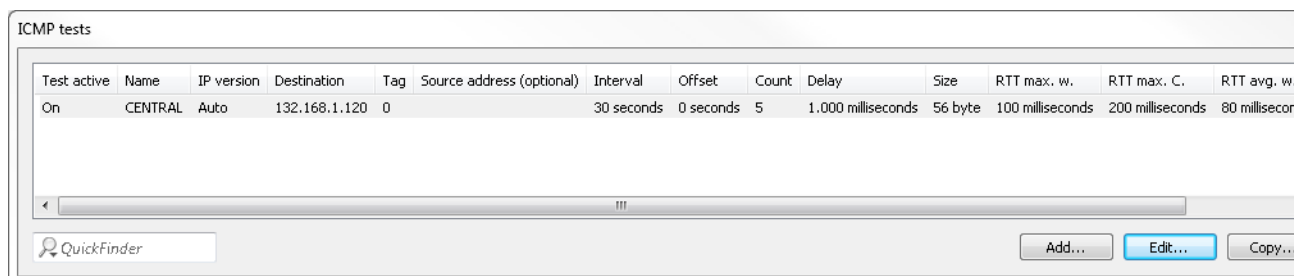 ICMP tests
Test active Name IP version Destination Tag Source address (optional) Interval Offset Count Delay Size RTT max. w. RTT max. C. RTT avg. w.
On CENTRAL Auto 132.168.1.120 0 30 seconds 0 seconds 5 1.000 milliseconds 56 byte 100 milliseconds 200 milliseconds 80 millisecon
QuickFinder Add... Edit... Copy...